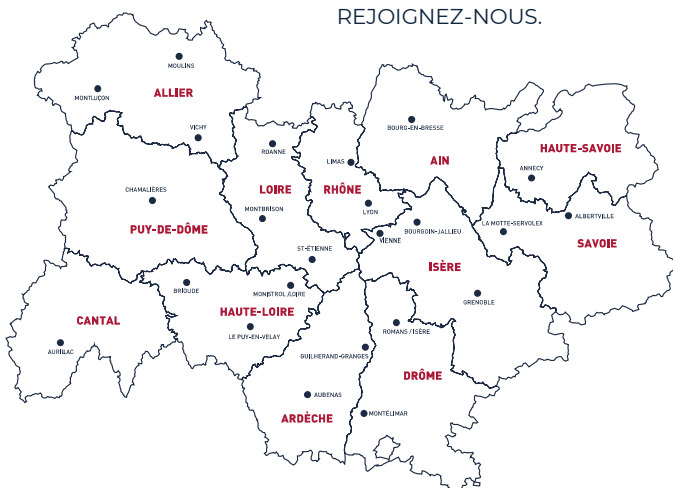 REJOIGNEZ-NOUS.
MOULINS
MONTLUÇON
ALLIER
VICHY
BOURG-EN-BRESSE
ROANNE
LIMAS
AIN
HAUTE-SAVOIE
ANNECY
CHAMALIÈRES
LOIRE
RHÔNE
MONTBRISON
LYON
PUY-DE-DÔME
VIENNE
BOURGOIN-JALLIEU
LA MOTTE-SERVOLEX
ALBERTVILLE
SAVOIE
ST-ÉTIENNE
ISÈRE
BRIOUDE
MONISTROL/LOIRE
GRENOBLE
CANTAL
HAUTE-LOIRE
LE PUY-EN-VELAY
ROMANS / ISÈRE
AURILLAC
GUILHERAND-GRANGES
DRÔME
AUBENAS
ARDÈCHE
MONTÉLIMAR